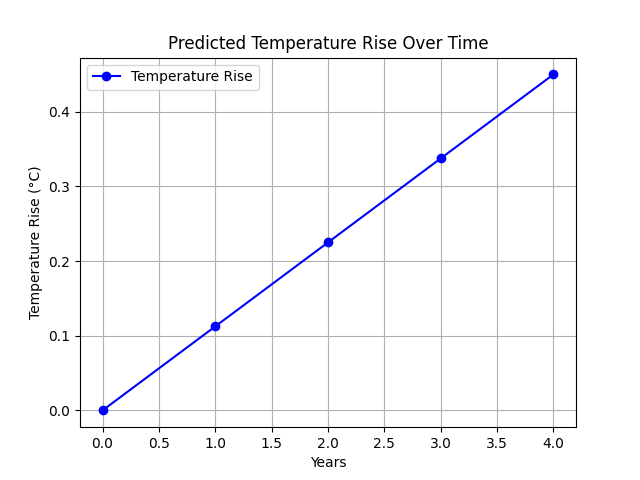 Predicted Temperature Rise Over Time
Temperature Rise
Temperature Rise (°C)
0.4
0.3
0.2
0.1
0.0
0.0 0.5 1.0 1.5 2.0 2.5 3.0 3.5 4.0
Years